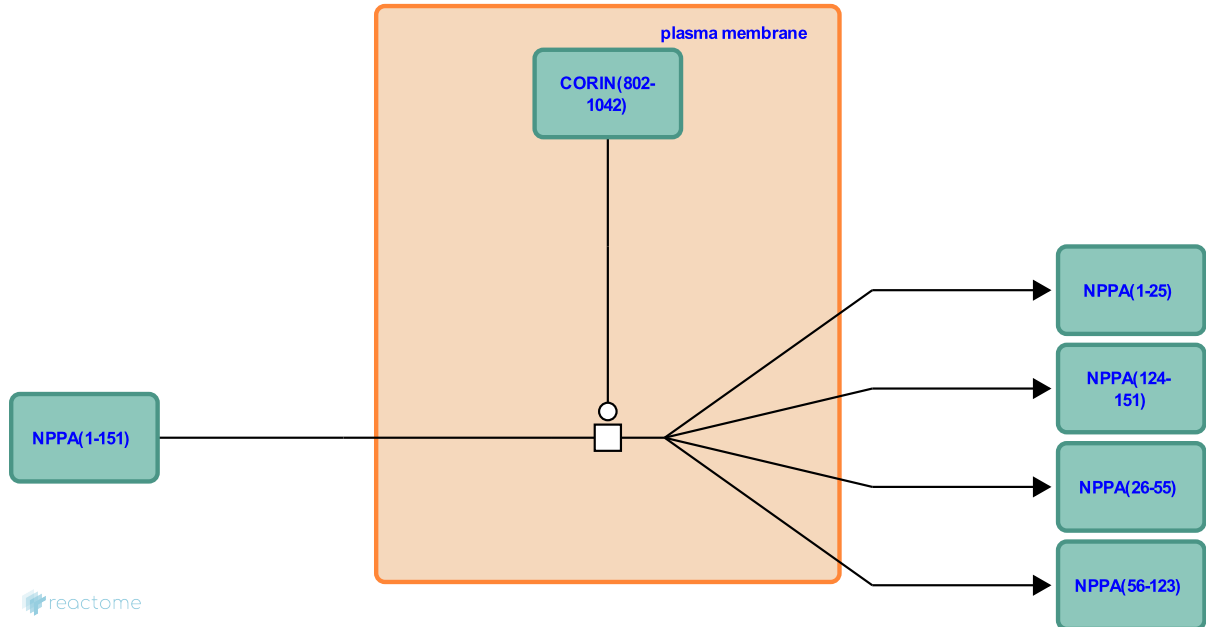 plasma membrane
CORIN(802-
1042)
NPPA(1-25)
NPPA(124-
151)
NPPA(1-151)
NPPA(26-55)
NPPA(56-123)
reactome